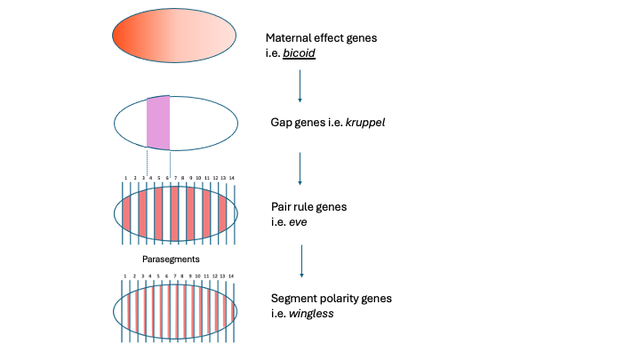 Maternal effect genes
i.e. bicoid
Gap genes i.e. kruppel
1 2 3 4 5 6 7 8 9 10 11 12 13 14
Pair rule genes
i.e. eve
Parasegments
1 2 3 4 5 6 7 8 9 10 11 12 13 14
Segment polarity genes
i.e. wingless